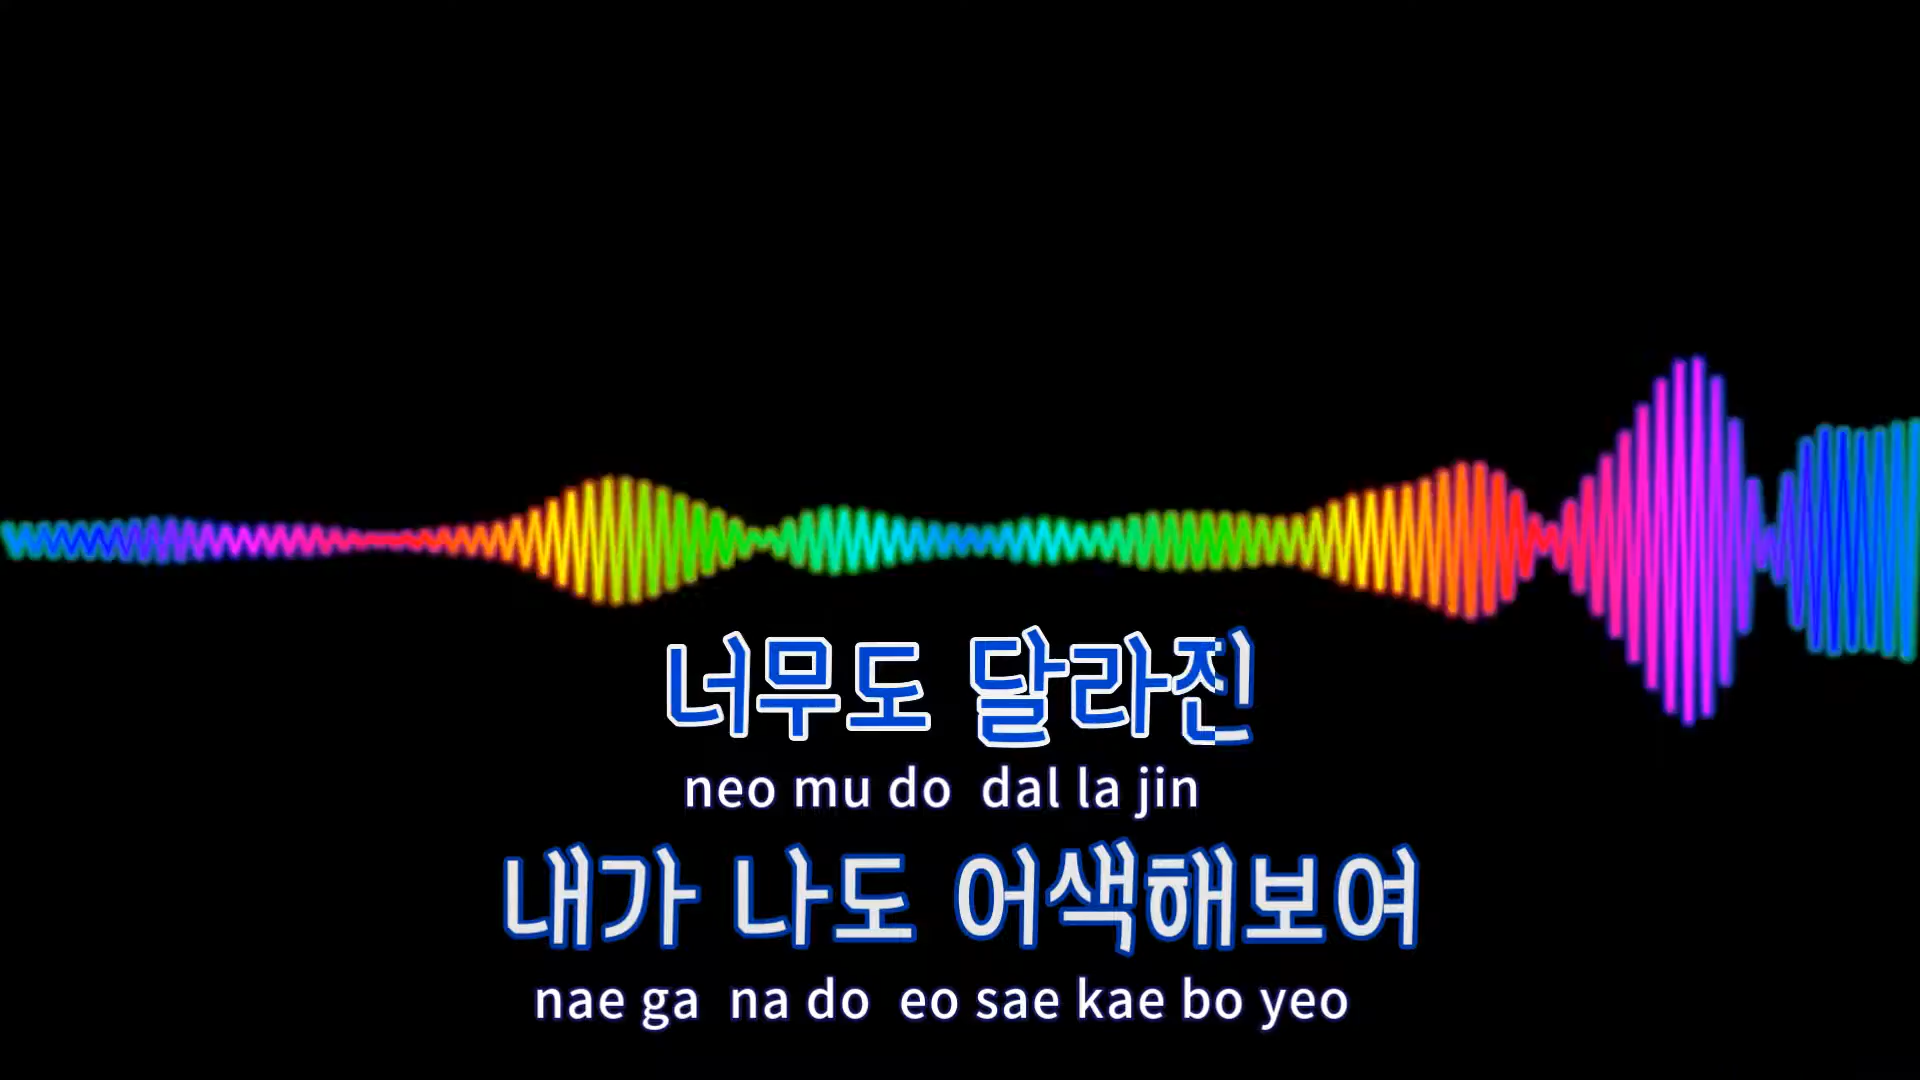 너무도 달라진
neo mu do dal la jin
내가 나도 어색해보여
nae ga na do eo sae kae bo yeo